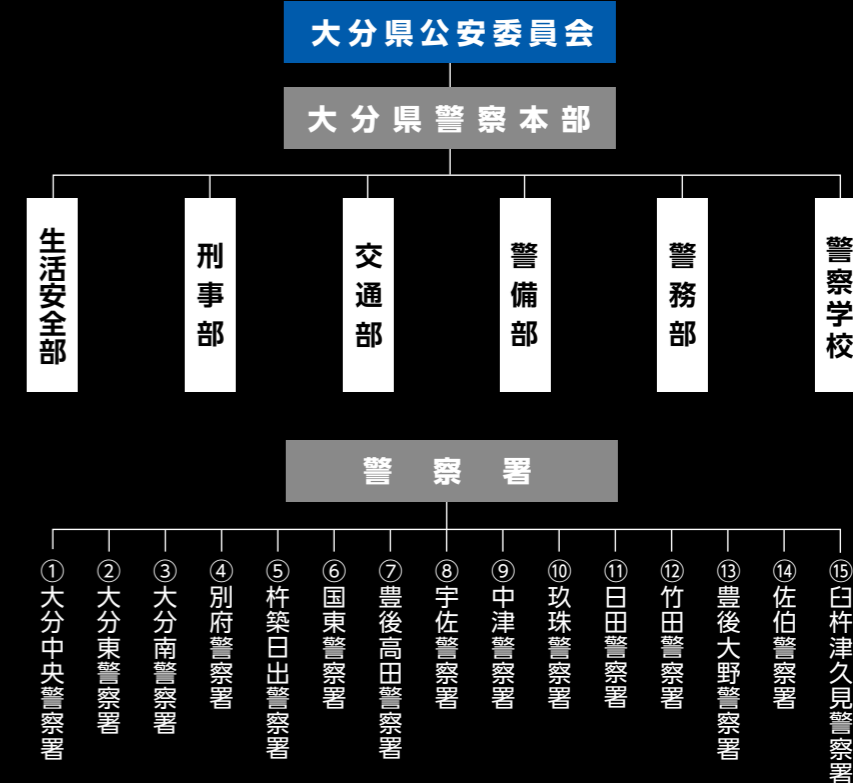 大分県公安委員会
大分県警察本部
生活安全部
刑事部
交通部
警備部
警務部
警察学校
警察署
①大分中央警察署
②大分東警察署
③大分南警察署
④別府警察署
⑤杵築日出警察署
⑥国東警察署
⑦豊後高田警察署
⑧宇佐警察署
⑨中津警察署
⑩玖珠警察署
⑪日田警察署
⑫竹田警察署
⑬豊後大野警察署
⑭佐伯警察署
⑮臼杵津久見警察署